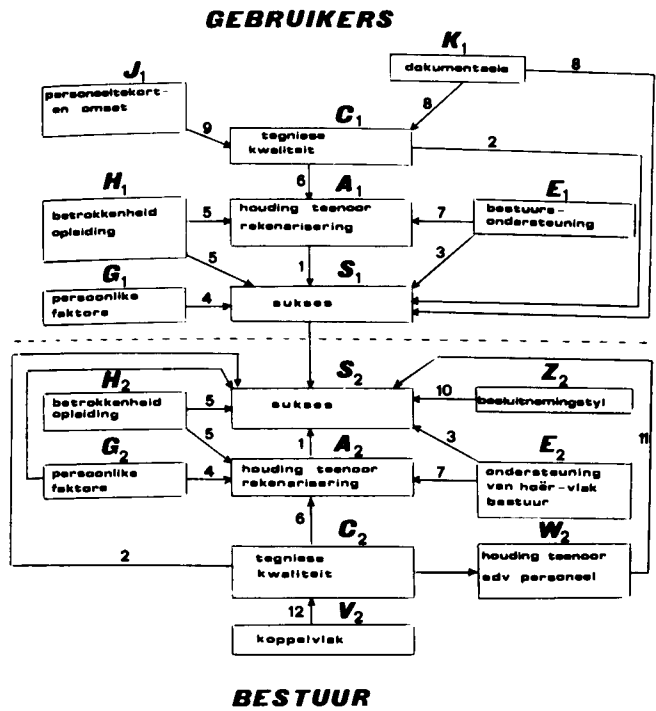 GEBRUIKERS
K1
dokumentasie
8
J1
personeeltekort-
en omset
8
C1
9
tegniese
kwaliteit
2
6
H1
A1
E1
betrokkenheid
opleiding
5
houding teenoor
rekenarisering
7
bestuurs-
ondersteuning
5
1
3
G1
S1
persoonlike
faktore
4
sukses
S2
H2
Z2
betrokkenheid
opleiding
5
sukses
10
besluitnemingstyl
5
1
3
11
G2
A2
E2
persoonlike
faktore
4
houding teenoor
rekenarisering
7
ondersteuning
van hoër-vlak
bestuur
6
C2
W2
2
tegniese
kwaliteit
houding teenoor
edv personeel
12
V2
koppelvlak
BESTUUR